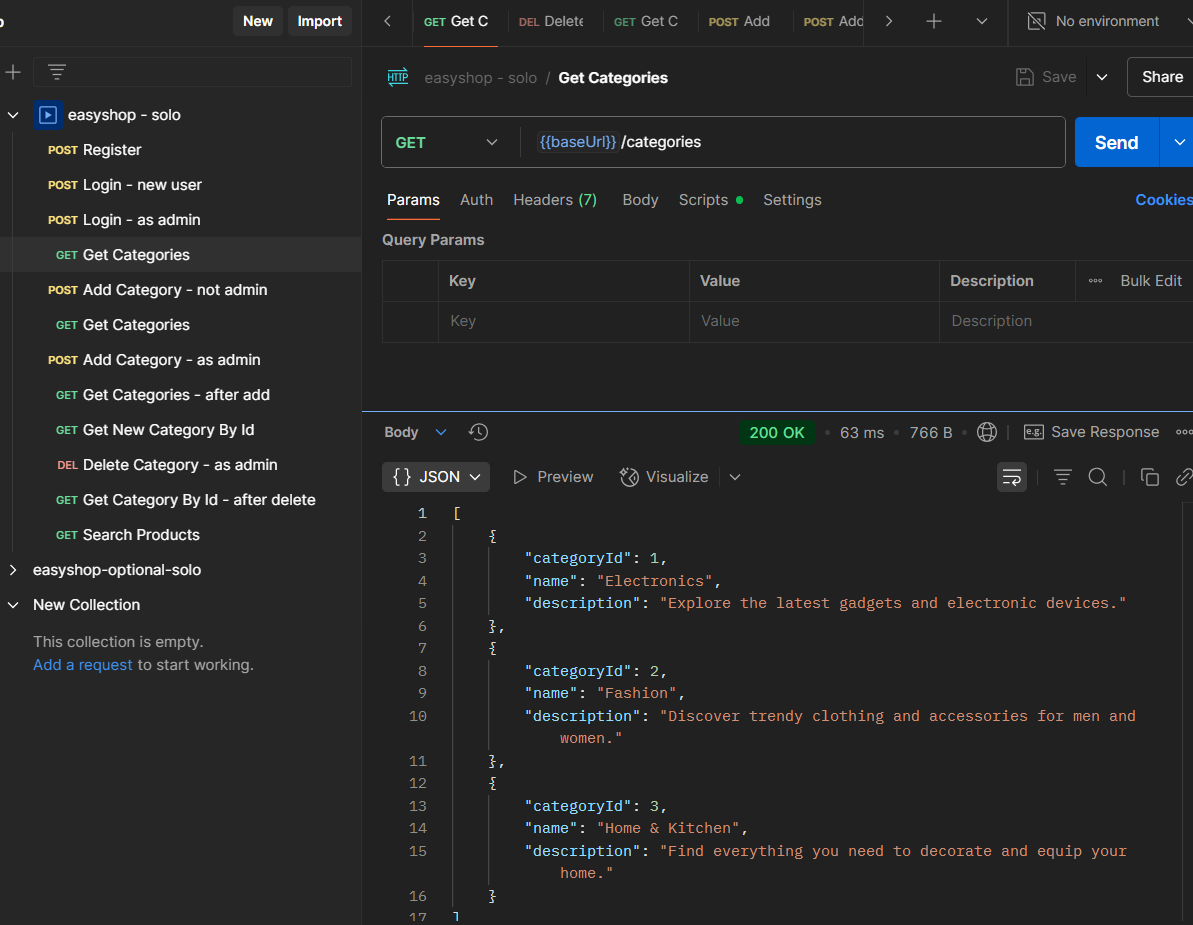 New Import
easyshop - solo
POST Register
POST Login - new user
POST Login - as admin
GET Get Categories
POST Add Category - not admin
GET Get Categories
POST Add Category - as admin
GET Get Categories - after add
GET Get New Category By Id
DEL Delete Category - as admin
GET Get Category By Id - after delete
GET Search Products
easyshop-optional-solo
New Collection
This collection is empty.
Add a request to start working.
GET Get C DEL Delete GET Get C POST Add POST Add No environment
HTTP easyshop - solo / Get Categories Save Share
GET {{baseUrl}} /categories Send
Params Auth Headers (7) Body Scripts Settings Cookies
Query Params
Key Value Description Bulk Edit
Key Value Description
Body 200 OK 63 ms 766 B e.g. Save Response
{} JSON Preview Visualize
1 [
2 {
3 "categoryId": 1,
4 "name": "Electronics",
5 "description": "Explore the latest gadgets and electronic devices."
6 },
7 {
8 "categoryId": 2,
9 "name": "Fashion",
10 "description": "Discover trendy clothing and accessories for men and
women."
11 },
12 {
13 "categoryId": 3,
14 "name": "Home & Kitchen",
15 "description": "Find everything you need to decorate and equip your
home."
16 }
17 ]